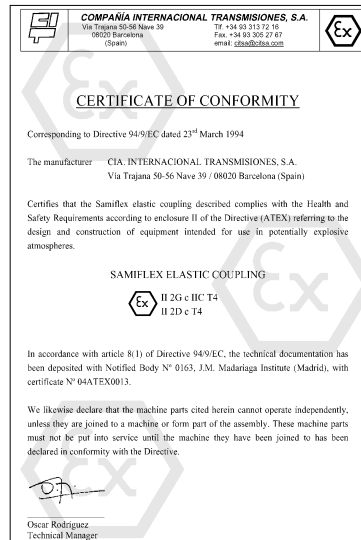 COMPAÑÍA INTERNACIONAL TRANSMISIONES, S.A.
Vía Trajana 50-56 Nave 39
08020 Barcelona
(Spain)
Tlf. +34 93 313 72 16
Fax. +34 93 305 27 67
email: citsa@citsa.com
CERTIFICATE OF CONFORMITY
Corresponding to Directive 94/9/EC dated 23rd March 1994
The manufacturer CIA. INTERNACIONAL TRANSMISIONES, S.A.
Vía Trajana 50-56 Nave 39 / 08020 Barcelona (Spain)
Certifies that the Samiflex elastic coupling described complies with the Health and
Safety Requirements according to enclosure II of the Directive (ATEX) referring to the
design and construction of equipment intended for use in potentially explosive
atmospheres.
SAMIFLEX ELASTIC COUPLING
Ex
II 2G c IIC T4
II 2D c T4
In accordance with article 8(1) of Directive 94/9/EC, the technical documentation has
been deposited with Notified Body Nº 0163, J.M. Madariaga Institute (Madrid), with
certificate Nº 04ATEX0013.
We likewise declare that the machine parts cited herein cannot operate independently,
unless they are joined to a machine or form part of the assembly. These machine parts
must not be put into service until the machine they have been joined to has been
declared in conformity with the Directive.
Oscar Rodríguez
Technical Manager